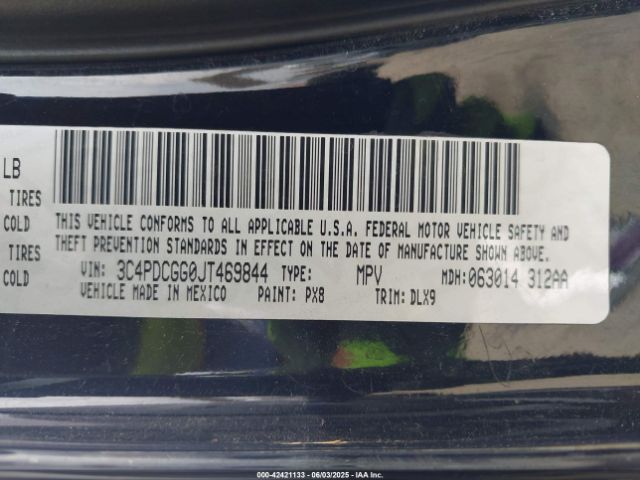 LB
TIRES
COLD
TIRES
COLD
THIS VEHICLE CONFORMS TO ALL APPLICABLE U.S.A. FEDERAL MOTOR VEHICLE SAFETY AND
THEFT PREVENTION STANDARDS IN EFFECT ON THE DATE OF MANUFACTURE SHOWN ABOVE.
VIN: 3C4PDCGG0JT469844 TYPE: MPV MDH:063014 312AA
VEHICLE MADE IN MEXICO PAINT: PX8 TRIM: DLX9
000-42421133 - 06/03/2025 - IAA Inc.